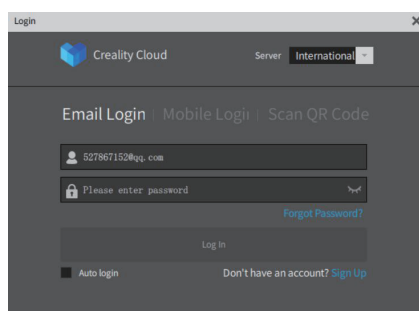 Login
Creality Cloud
Server International
Email Login Mobile Login Scan QR Code
527867152@qq.com
Please enter password
Forgot Password?
Log In
Auto login Don't have an account? Sign Up